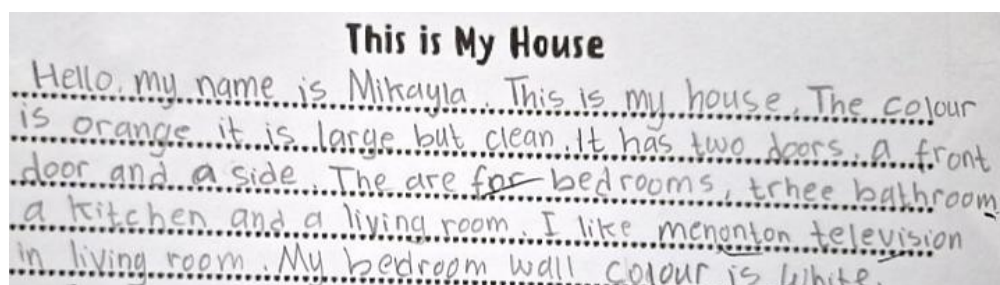 This is My House
Hello, my name is Mikayla. This is my house. The colour
is orange it is large but clean. It has two doors, a front
door and a side. The are for bedrooms, trhee bathroom
a kitchen and a living room. I like menonton television
in living room. My bedroom wall colour is white.